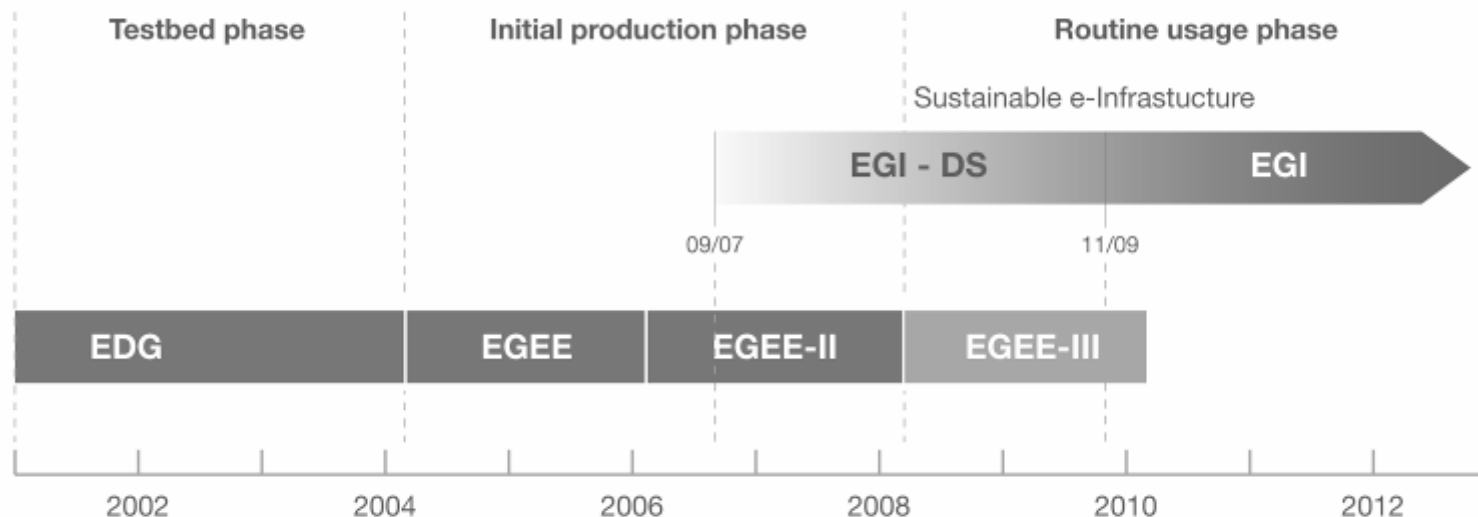 Testbed phase
Initial production phase
Routine usage phase
Sustainable e-Infrastucture
EGI - DS
EGI
09/07
11/09
EDG
EGEE
EGEE-II
EGEE-III
2002
2004
2006
2008
2010
2012